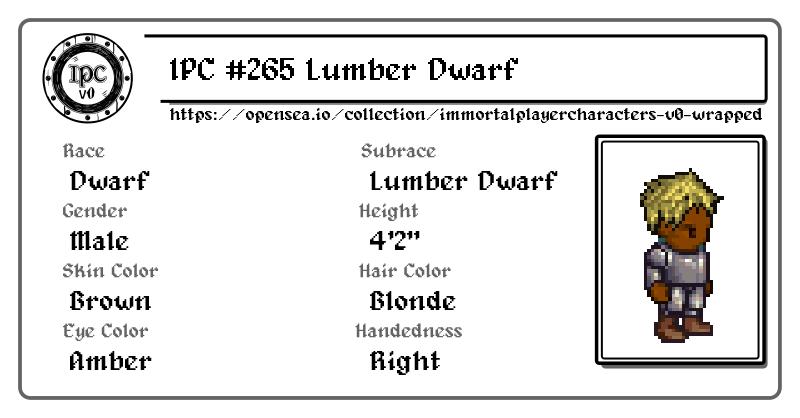 IPC
v0
IPC #265 Lumber Dwarf
https://opensea.io/collection/immortalplayercharacters-v0-wrapped
Race
Dwarf
Subrace
Lumber Dwarf
Gender
Male
Height
4'2"
Skin Color
Brown
Hair Color
Blonde
Eye Color
Amber
Handedness
Right